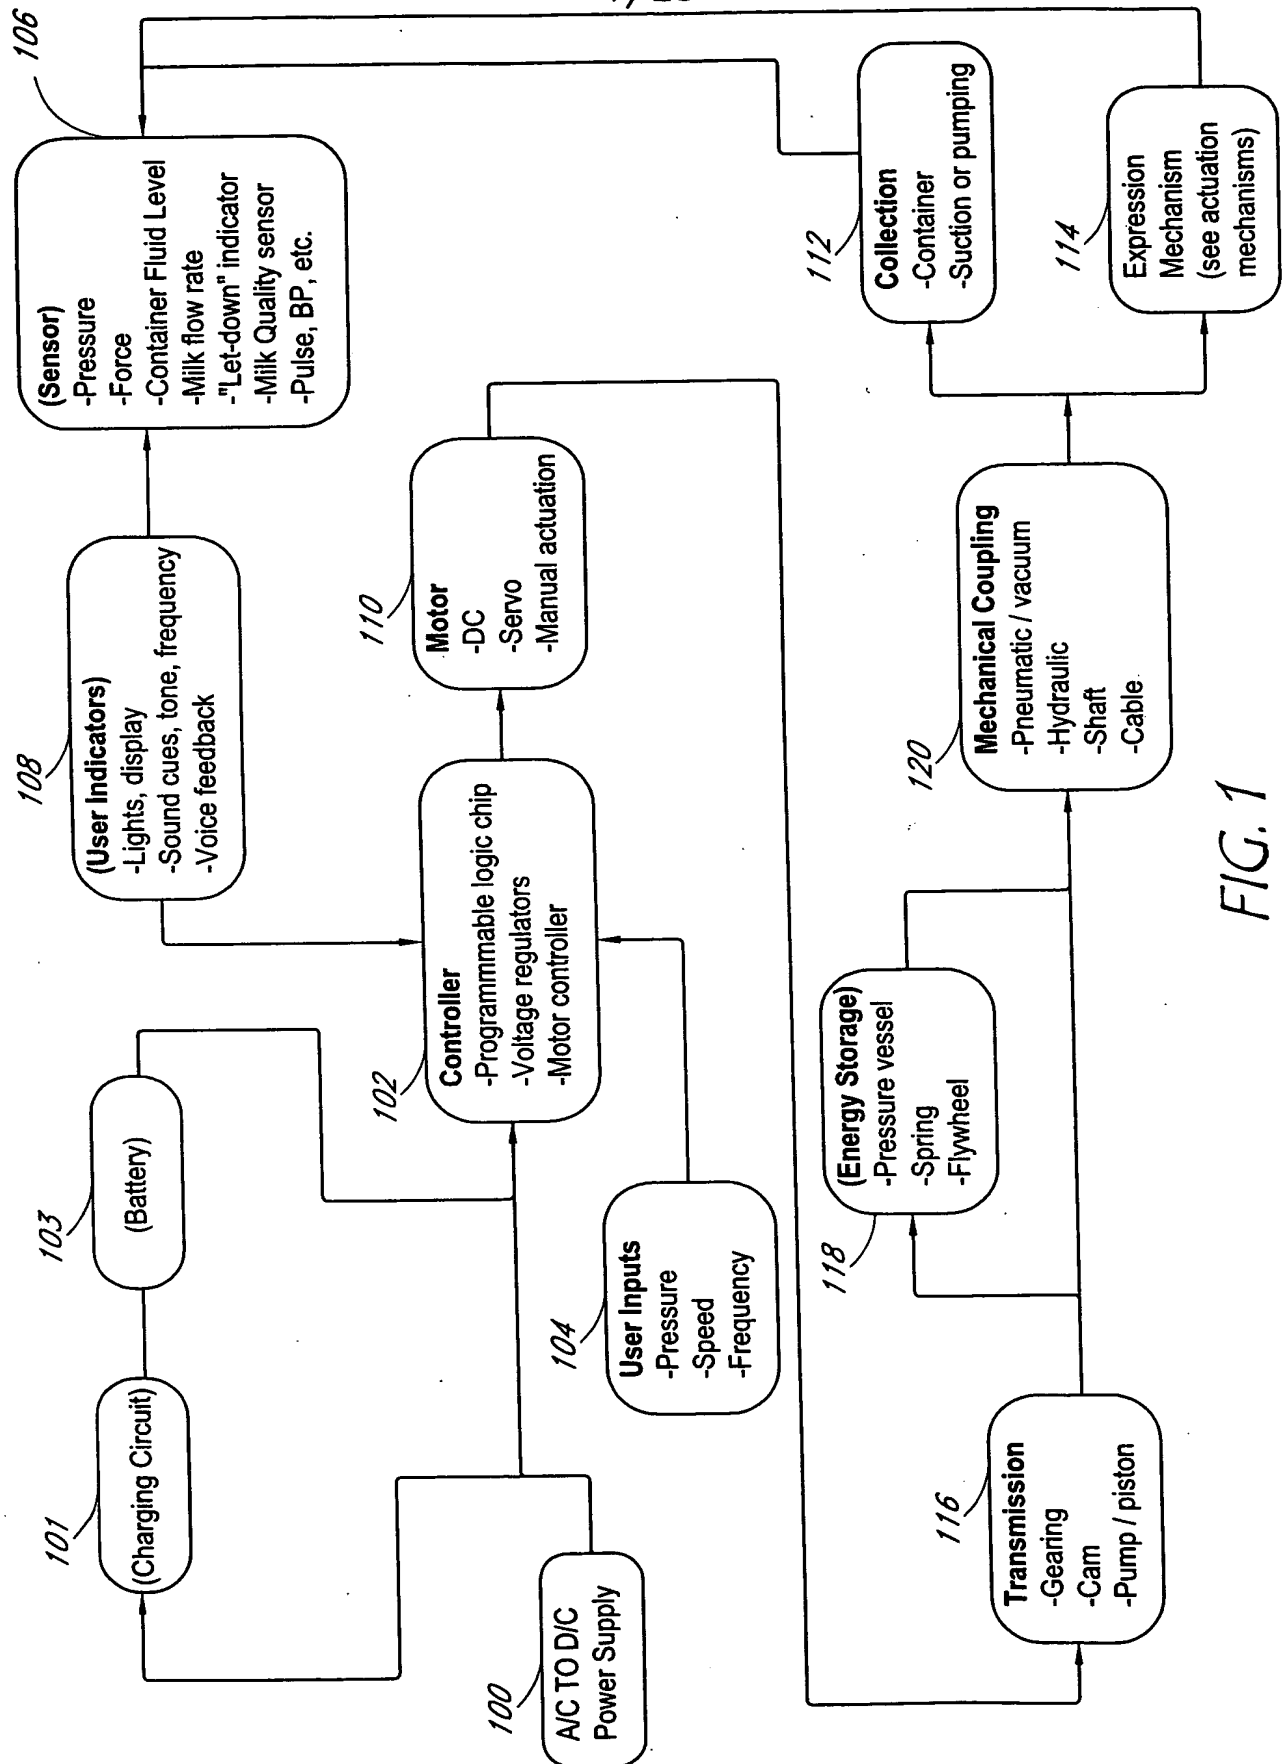 106
(Sensor)
-Pressure
-Force
-Container Fluid Level
-Milk flow rate
-"Let-down" indicator
-Milk Quality sensor
-Pulse, BP, etc.
108
(User Indicators)
-Lights, display
-Sound cues, tone, frequency
-Voice feedback
103
(Battery)
101
(Charging Circuit)
100
A/C TO D/C
Power Supply
102
Controller
-Programmmable logic chip
-Voltage regulators
-Motor controller
104
User Inputs
-Pressure
-Speed
-Frequency
110
Motor
-DC
-Servo
-Manual actuation
112
Collection
-Container
-Suction or pumping
114
Expression
Mechanism
(see actuation
mechanisms)
116
Transmission
-Gearing
-Cam
-Pump / piston
118
(Energy Storage)
-Pressure vessel
-Spring
-Flywheel
120
Mechanical Coupling
-Pneumatic / vacuum
-Hydraulic
-Shaft
-Cable
FIG. 1